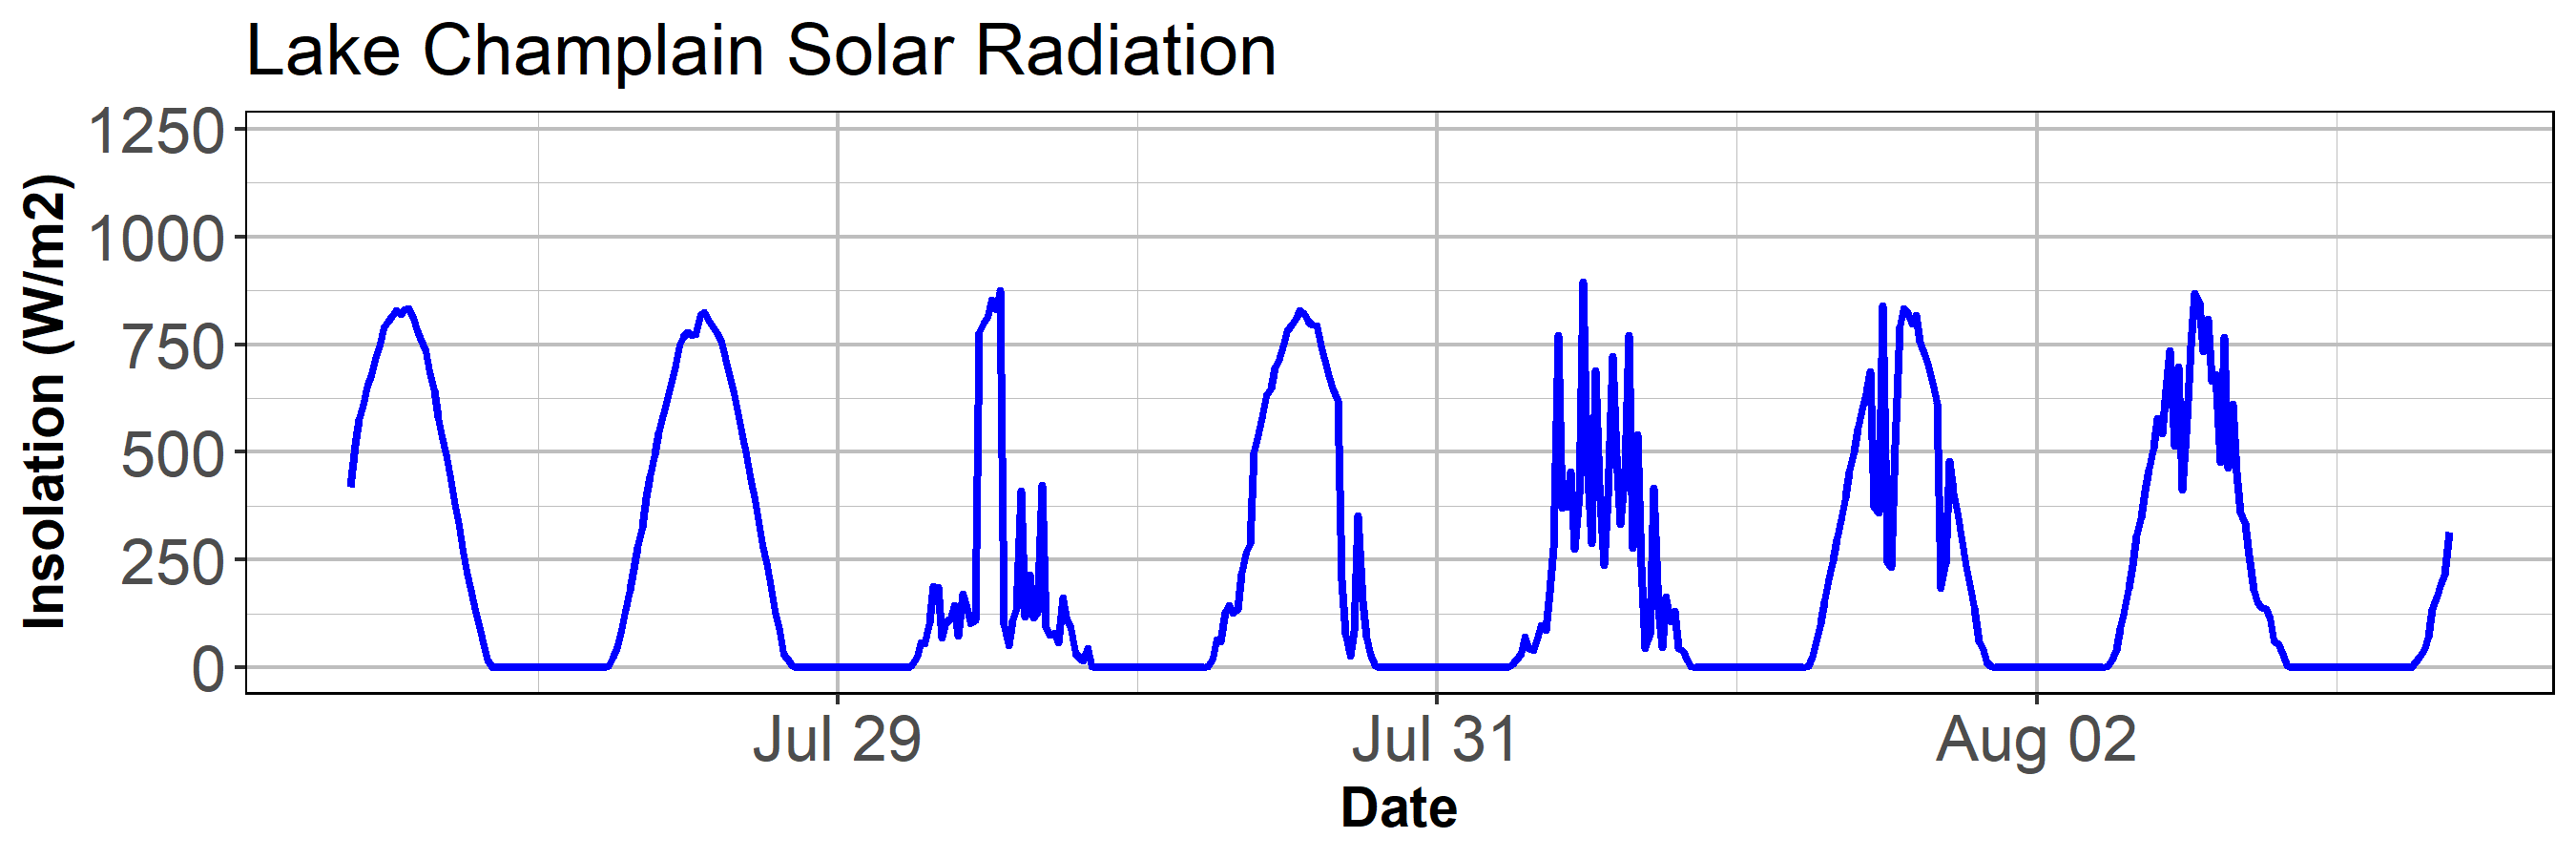 Lake Champlain Solar Radiation
1250
1000
750
500
250
0
Insolation (W/m2)
Jul 29
Jul 31
Aug 02
Date